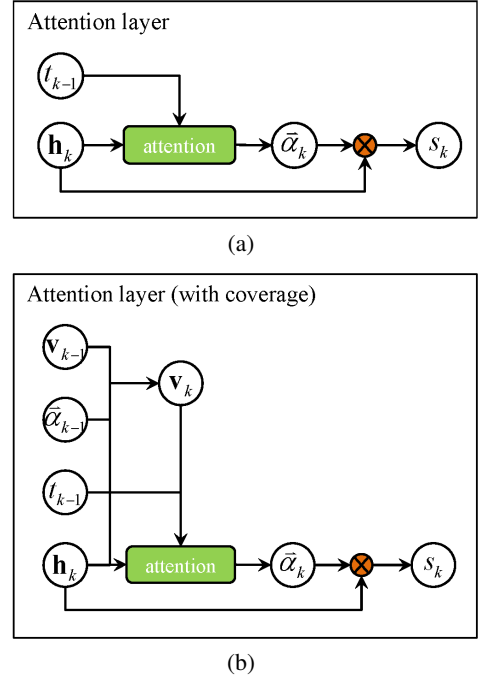 Attention layer
t_{k-1}
h_k attention ᾱ_k ⊗ s_k
(a)
Attention layer (with coverage)
v_{k-1}
v_k
ᾱ_{k-1}
t_{k-1}
h_k attention ᾱ_k ⊗ s_k
(b)